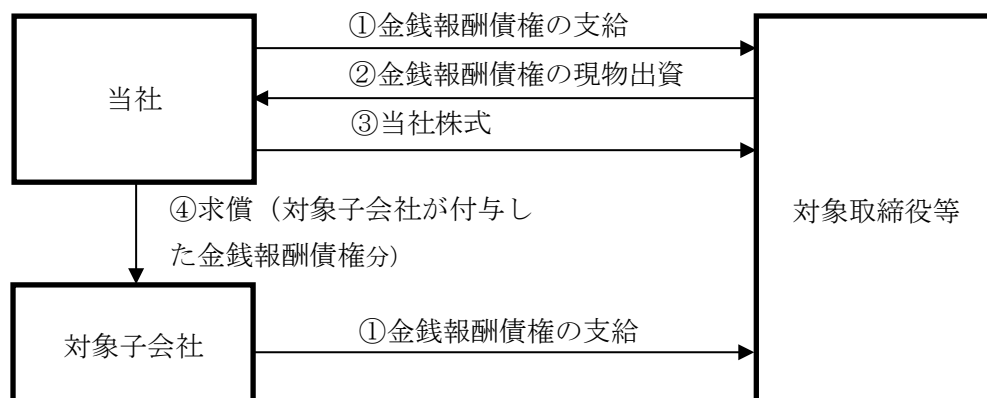 ①金銭報酬債権の支給
②金銭報酬債権の現物出資
当社
③当社株式
④求償（対象子会社が付与し
た金銭報酬債権分）
対象取締役等
①金銭報酬債権の支給
対象子会社